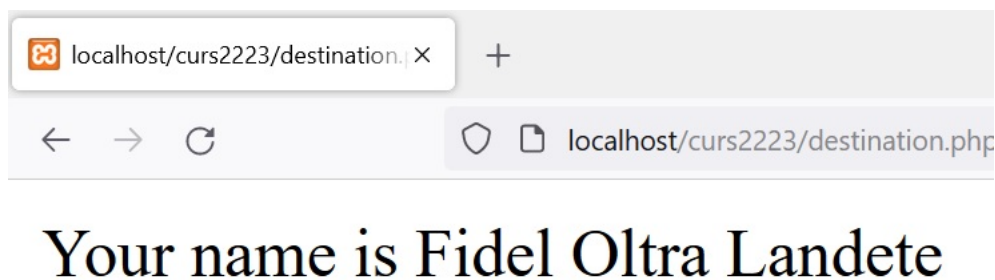 localhost/curs2223/destination.
localhost/curs2223/destination.php
Your name is Fidel Oltra Landete